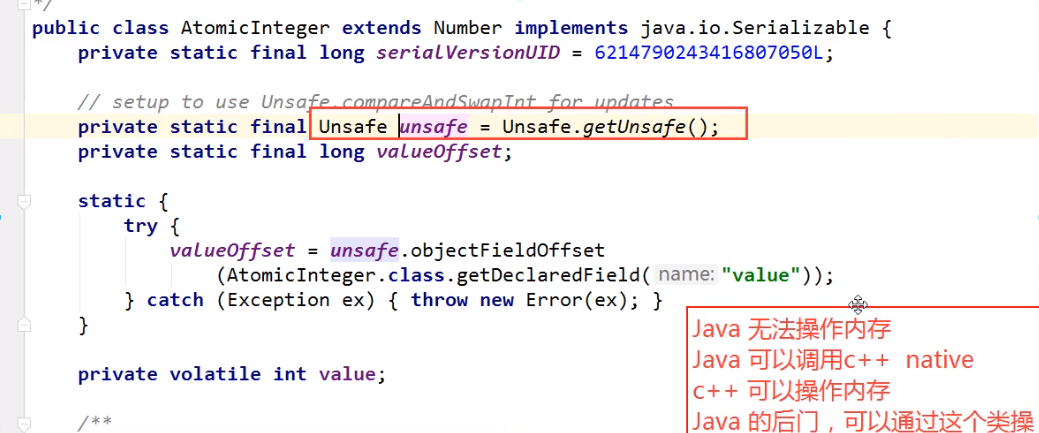 */
public class AtomicInteger extends Number implements java.io.Serializable {
private static final long serialVersionUID = 6214790243416807050L;
// setup to use Unsafe.compareAndSwapInt for updates
private static final Unsafe unsafe = Unsafe.getUnsafe();
private static final long valueOffset;
static {
try {
valueOffset = unsafe.objectFieldOffset
(AtomicInteger.class.getDeclaredField( name: "value"));
} catch (Exception ex) { throw new Error(ex); }
}
private volatile int value;
/**
Java 无法操作内存
Java 可以调用c++ native
c++ 可以操作内存
Java 的后门，可以通过这个类操